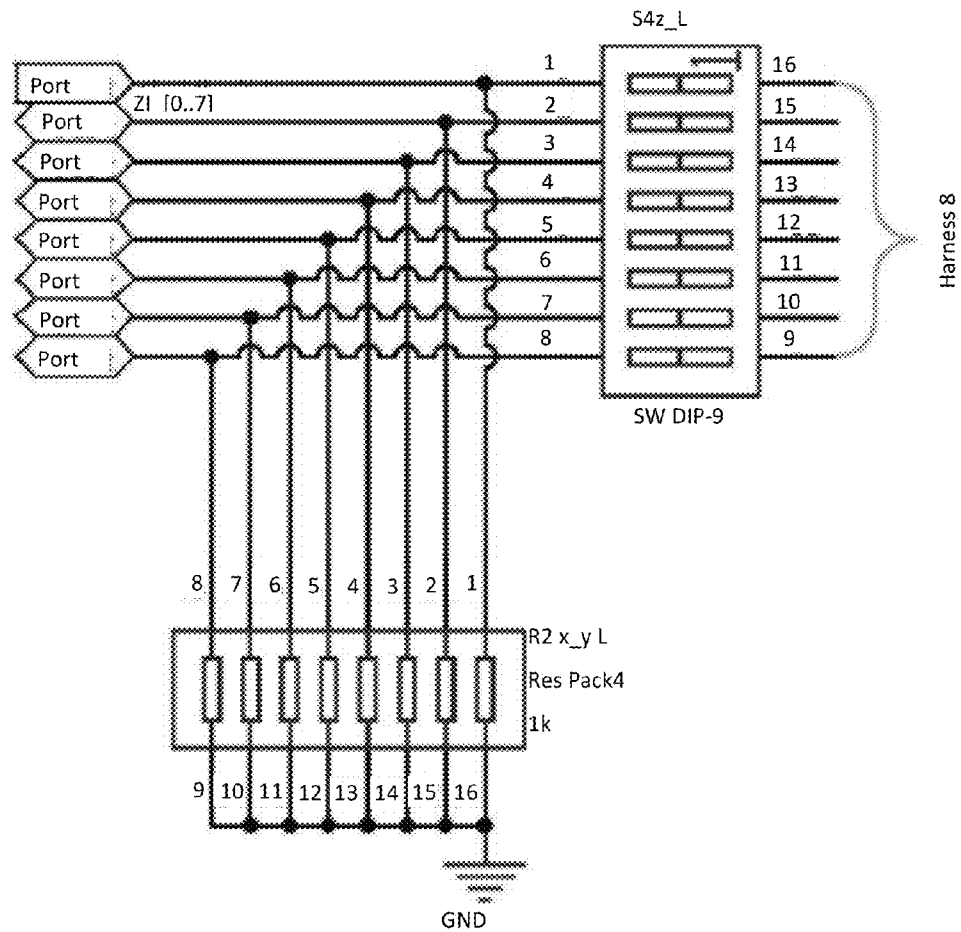 S4z_L
Port 1 16
ZI [0..7]
Port 2 15
Port 3 14
Port 4 13
Port 5 12
Port 6 11
Port 7 10
Port 8 9
Harness 8
SW DIP-9
8 7 6 5 4 3 2 1
R2 x_y L
Res Pack4
1k
9 10 11 12 13 14 15 16
GND